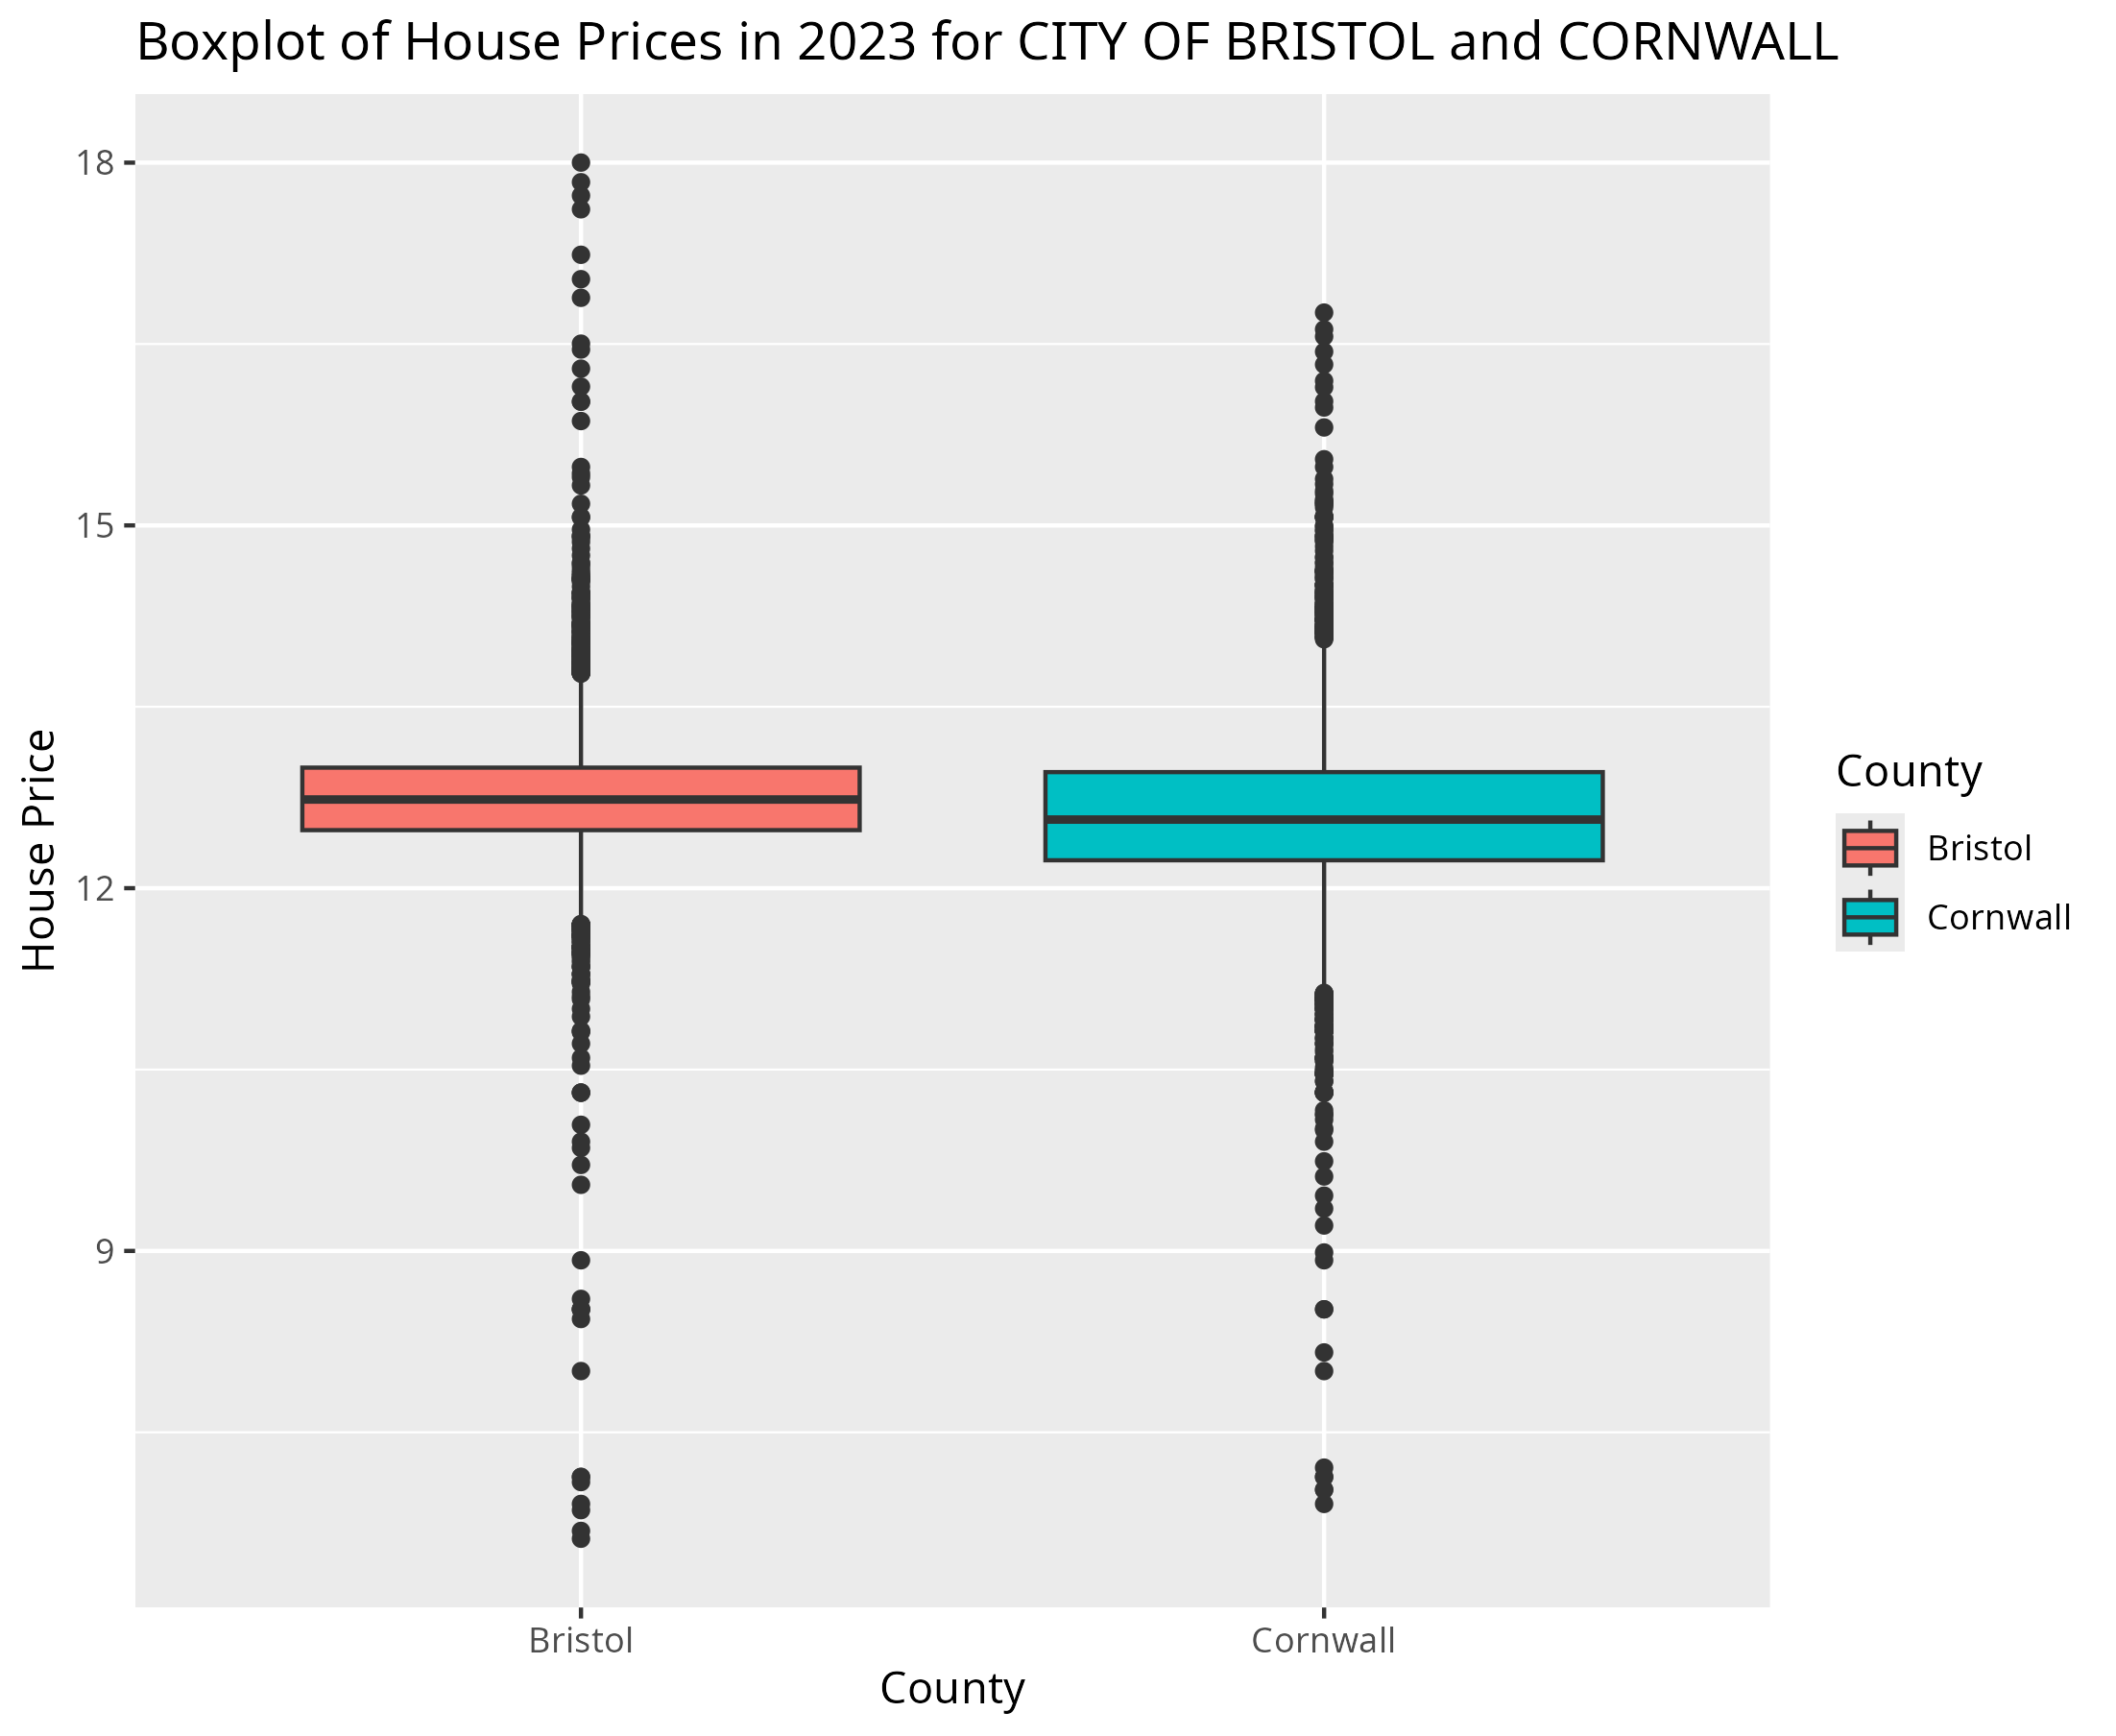 Boxplot of House Prices in 2023 for CITY OF BRISTOL and CORNWALL
18
15
12
9
House Price
Bristol
Cornwall
County
County
Bristol
Cornwall